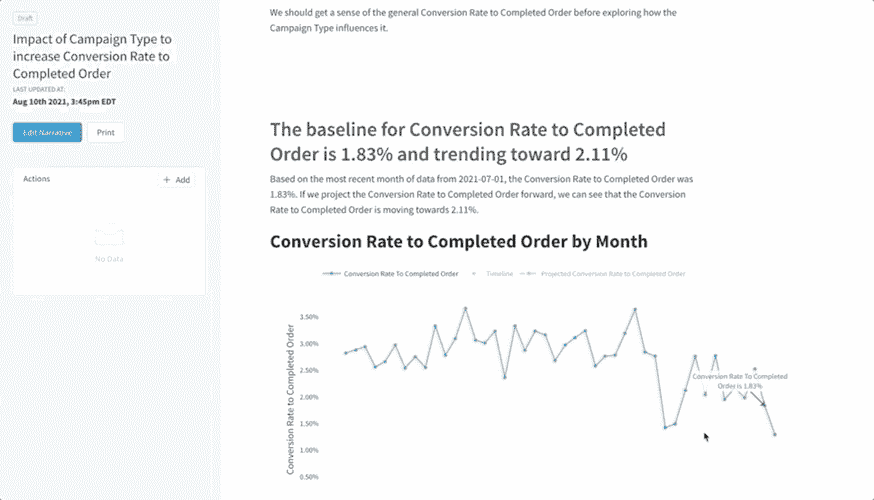 Draft
Impact of Campaign Type to
increase Conversion Rate to
Completed Order
LAST UPDATED AT:
Aug 10th 2021, 3:45pm EDT
Edit Narrative
Print
Actions
+ Add
No Data
We should get a sense of the general Conversion Rate to Completed Order before exploring how the
Campaign Type influences it.
The baseline for Conversion Rate to Completed
Order is 1.83% and trending toward 2.11%
Based on the most recent month of data from 2021-07-01, the Conversion Rate to Completed Order was
1.83%. If we project the Conversion Rate to Completed Order forward, we can see that the Conversion
Rate to Completed Order is moving towards 2.11%.
Conversion Rate to Completed Order by Month
Conversion Rate To Completed Order
Timeline
Projected Conversion Rate to Completed Order
Conversion Rate to Completed Order
3.50%
3.00%
2.50%
2.00%
1.50%
1.00%
0.50%
Conversion Rate To Completed
Order is 1.83%